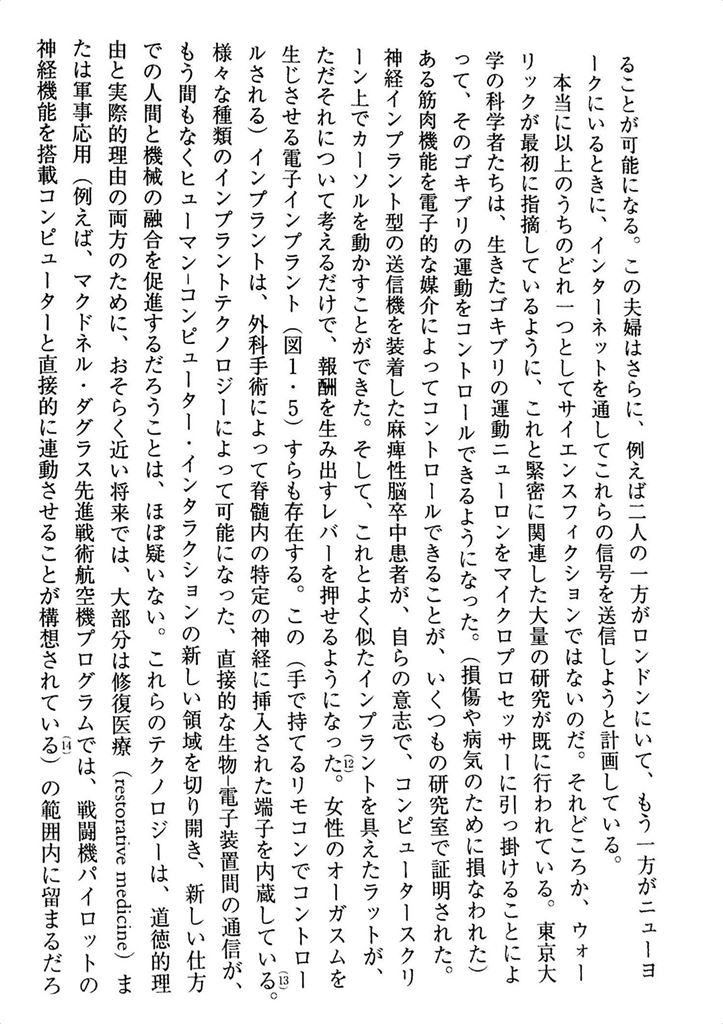 ることが可能になる。この夫婦はさらに、例えば二人の一方がロンドンにいて、もう一方がニューヨ
ークにいるときに、インターネットを通してこれらの信号を送信しようと計画している。
本当に以上のうちのどれ一つとしてサイエンスフィクションではないのだ。それどころか、ウォー
リックが最初に指摘しているように、これと緊密に関連した大量の研究が既に行われている。東京大
学の科学者たちは、生きたゴキブリの運動ニューロンをマイクロプロセッサーに引っ掛けることによ
って、そのゴキブリの運動をコントロールできるようになった。（損傷や病気のために損なわれた）
ある筋肉機能を電子的な媒介によってコントロールできることが、いくつもの研究室で証明された。
神経インプラント型の送信機を装着した麻痺性脳卒中患者が、自らの意志で、コンピュータースクリ
ーン上でカーソルを動かすことができた。そして、これとよく似たインプラントを具えたラットが、
ただそれについて考えるだけで、報酬を生み出すレバーを押せるようになった。(12)女性のオーガスムを
生じさせる電子インプラント（図1・5）すらも存在する。この（手で持てるリモコンでコントロー
ルされる）インプラントは、外科手術によって脊髄内の特定の神経に挿入された端子を内蔵している。(13)
様々な種類のインプラントテクノロジーによって可能になった、直接的な生物–電子装置間の通信が、
もう間もなくヒューマン–コンピューター・インタラクションの新しい領域を切り開き、新しい仕方
での人間と機械の融合を促進するだろうことは、ほぼ疑いない。これらのテクノロジーは、道徳的理
由と実際的理由の両方のために、おそらく近い将来では、大部分は修復医療（restorative medicine）ま
たは軍事応用（例えば、マクドネル・ダグラス先進戦術航空機プログラムでは、戦闘機パイロットの
神経機能を搭載コンピューターと直接的に連動させることが構想されている(14)）の範囲内に留まるだろ